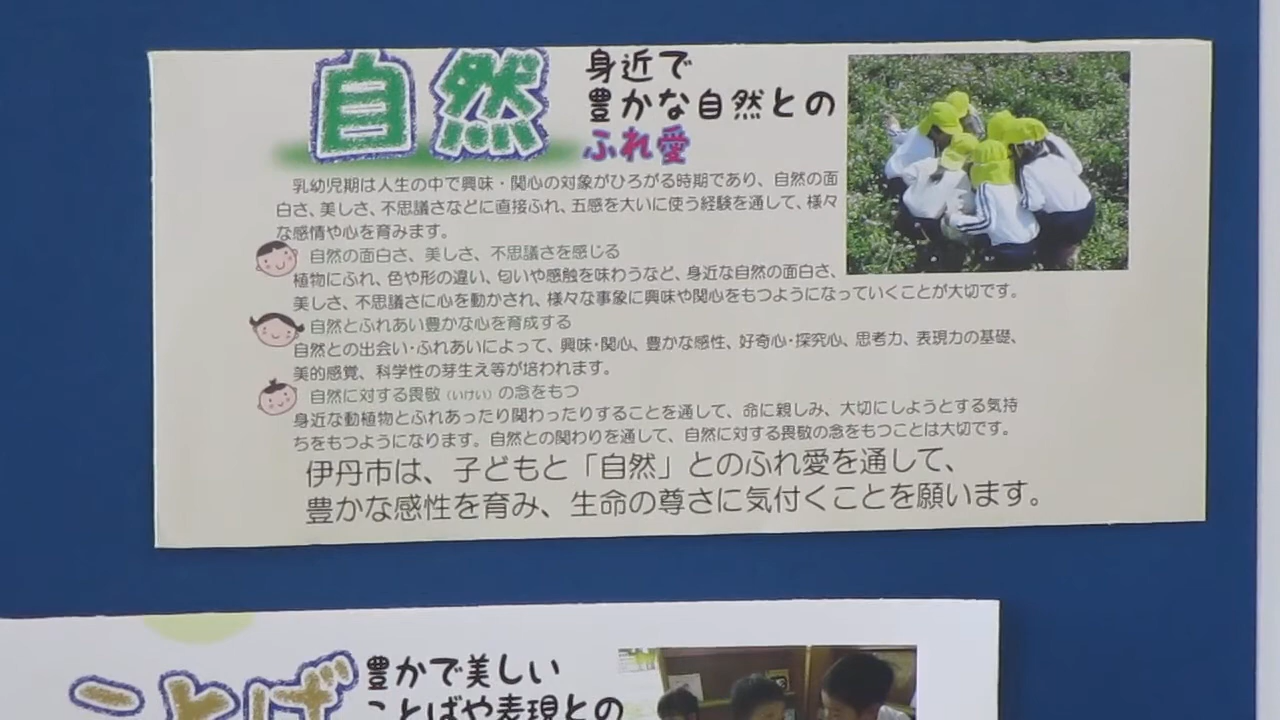 自然
身近で
豊かな自然との
ふれ愛
乳幼児期は人生の中で興味・関心の対象がひろがる時期であり、自然の面
白さ、美しさ、不思議さなどに直接ふれ、五感を大いに使う経験を通して、様々
な感情や心を育みます。
自然の面白さ、美しさ、不思議さを感じる
植物にふれ、色や形の違い、匂いや感触を味わうなど、身近な自然の面白さ、
美しさ、不思議さに心を動かされ、様々な事象に興味や関心をもつようになっていくことが大切です。
自然とふれあい豊かな心を育成する
自然との出会い・ふれあいによって、興味・関心、豊かな感性、好奇心・探究心、思考力、表現力の基礎、
美的感覚、科学性の芽生え等が培われます。
自然に対する畏敬(いけい)の念をもつ
身近な動植物とふれあったり関わったりすることを通して、命に親しみ、大切にしようとする気持
ちをもつようになります。自然との関わりを通して、自然に対する畏敬の念をもつことは大切です。
伊丹市は、子どもと「自然」とのふれ愛を通して、
豊かな感性を育み、生命の尊さに気付くことを願います。
ことば
豊かで美しい
ことばや表現との